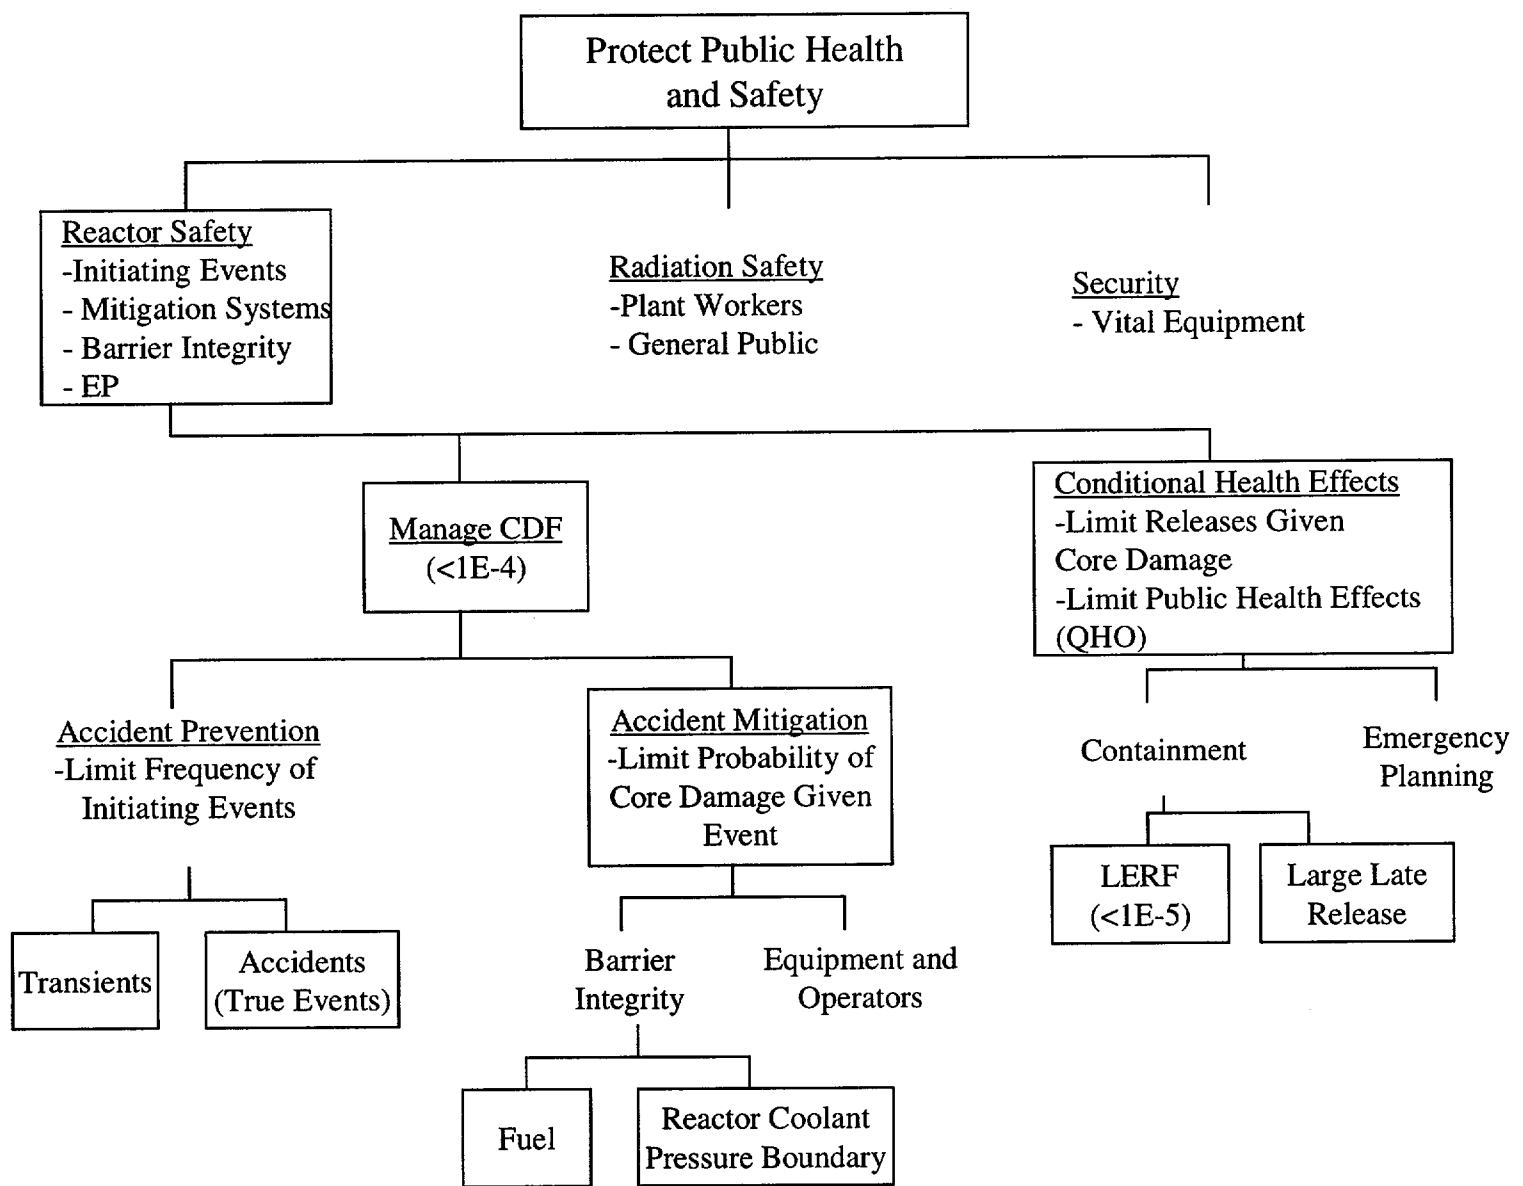 Protect Public Health
and Safety
Reactor Safety
-Initiating Events
- Mitigation Systems
- Barrier Integrity
- EP
Radiation Safety
-Plant Workers
- General Public
Security
- Vital Equipment
Manage CDF
(<1E-4)
Conditional Health Effects
-Limit Releases Given
Core Damage
-Limit Public Health Effects
(QHO)
Accident Prevention
-Limit Frequency of
Initiating Events
Accident Mitigation
-Limit Probability of
Core Damage Given
Event
Containment
Emergency
Planning
LERF
(<1E-5)
Large Late
Release
Transients
Accidents
(True Events)
Barrier
Integrity
Equipment and
Operators
Fuel
Reactor Coolant
Pressure Boundary